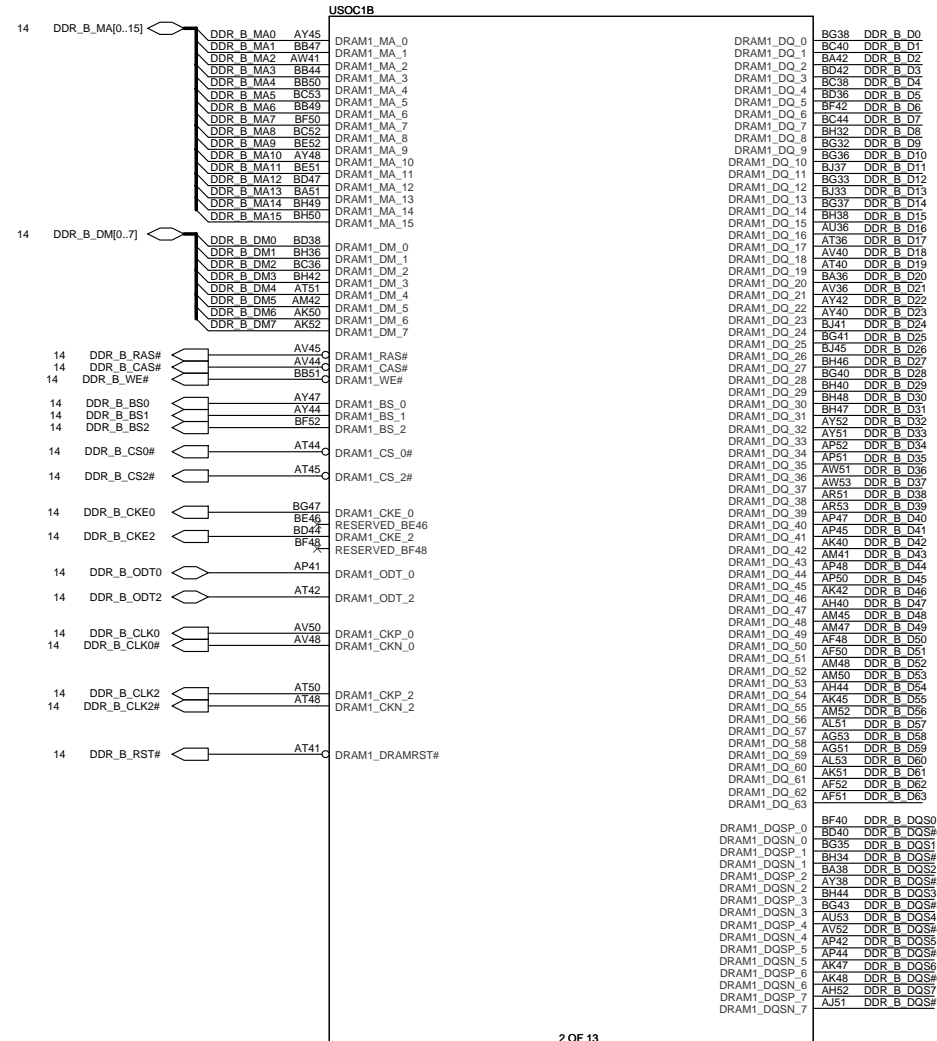 USOC1B
14 DDR_B_MA[0..15]
DDR_B_MA0 AY45 DRAM1_MA_0
DDR_B_MA1 BB47 DRAM1_MA_1
DDR_B_MA2 AW41 DRAM1_MA_2
DDR_B_MA3 BB44 DRAM1_MA_3
DDR_B_MA4 BB50 DRAM1_MA_4
DDR_B_MA5 BC53 DRAM1_MA_5
DDR_B_MA6 BB49 DRAM1_MA_6
DDR_B_MA7 BF50 DRAM1_MA_7
DDR_B_MA8 BC52 DRAM1_MA_8
DDR_B_MA9 BE52 DRAM1_MA_9
DDR_B_MA10 AY48 DRAM1_MA_10
DDR_B_MA11 BE51 DRAM1_MA_11
DDR_B_MA12 BD47 DRAM1_MA_12
DDR_B_MA13 BA51 DRAM1_MA_13
DDR_B_MA14 BH49 DRAM1_MA_14
DDR_B_MA15 BH50 DRAM1_MA_15
14 DDR_B_DM[0..7]
DDR_B_DM0 BD38 DRAM1_DM_0
DDR_B_DM1 BH36 DRAM1_DM_1
DDR_B_DM2 BC36 DRAM1_DM_2
DDR_B_DM3 BH42 DRAM1_DM_3
DDR_B_DM4 AT51 DRAM1_DM_4
DDR_B_DM5 AM42 DRAM1_DM_5
DDR_B_DM6 AK50 DRAM1_DM_6
DDR_B_DM7 AK52 DRAM1_DM_7
14 DDR_B_RAS# AV45 DRAM1_RAS#
14 DDR_B_CAS# AV44 DRAM1_CAS#
14 DDR_B_WE# BB51 DRAM1_WE#
14 DDR_B_BS0 AY47 DRAM1_BS_0
14 DDR_B_BS1 AY44 DRAM1_BS_1
14 DDR_B_BS2 BF52 DRAM1_BS_2
14 DDR_B_CS0# AT44 DRAM1_CS_0#
14 DDR_B_CS2# AT45 DRAM1_CS_2#
14 DDR_B_CKE0 BG47 DRAM1_CKE_0
BE46 RESERVED_BE46
14 DDR_B_CKE2 BD44 DRAM1_CKE_2
BF48 RESERVED_BF48
14 DDR_B_ODT0 AP41 DRAM1_ODT_0
14 DDR_B_ODT2 AT42 DRAM1_ODT_2
14 DDR_B_CLK0 AV50 DRAM1_CKP_0
14 DDR_B_CLK0# AV48 DRAM1_CKN_0
14 DDR_B_CLK2 AT50 DRAM1_CKP_2
14 DDR_B_CLK2# AT48 DRAM1_CKN_2
14 DDR_B_RST# AT41 DRAM1_DRAMRST#
DRAM1_DQ_0 BG38 DDR_B_D0
DRAM1_DQ_1 BC40 DDR_B_D1
DRAM1_DQ_2 BA42 DDR_B_D2
DRAM1_DQ_3 BD42 DDR_B_D3
DRAM1_DQ_4 BC38 DDR_B_D4
DRAM1_DQ_5 BD36 DDR_B_D5
DRAM1_DQ_6 BF42 DDR_B_D6
DRAM1_DQ_7 BC44 DDR_B_D7
DRAM1_DQ_8 BH32 DDR_B_D8
DRAM1_DQ_9 BG32 DDR_B_D9
DRAM1_DQ_10 BG36 DDR_B_D10
DRAM1_DQ_11 BJ37 DDR_B_D11
DRAM1_DQ_12 BG33 DDR_B_D12
DRAM1_DQ_13 BJ33 DDR_B_D13
DRAM1_DQ_14 BG37 DDR_B_D14
DRAM1_DQ_15 BH38 DDR_B_D15
DRAM1_DQ_16 AU36 DDR_B_D16
DRAM1_DQ_17 AT36 DDR_B_D17
DRAM1_DQ_18 AV40 DDR_B_D18
DRAM1_DQ_19 AT40 DDR_B_D19
DRAM1_DQ_20 BA36 DDR_B_D20
DRAM1_DQ_21 AV36 DDR_B_D21
DRAM1_DQ_22 AY42 DDR_B_D22
DRAM1_DQ_23 AY40 DDR_B_D23
DRAM1_DQ_24 BJ41 DDR_B_D24
DRAM1_DQ_25 BG41 DDR_B_D25
DRAM1_DQ_26 BJ45 DDR_B_D26
DRAM1_DQ_27 BH46 DDR_B_D27
DRAM1_DQ_28 BG40 DDR_B_D28
DRAM1_DQ_29 BH40 DDR_B_D29
DRAM1_DQ_30 BH48 DDR_B_D30
DRAM1_DQ_31 BH47 DDR_B_D31
DRAM1_DQ_32 AY52 DDR_B_D32
DRAM1_DQ_33 AY51 DDR_B_D33
DRAM1_DQ_34 AP52 DDR_B_D34
DRAM1_DQ_35 AP51 DDR_B_D35
DRAM1_DQ_36 AW51 DDR_B_D36
DRAM1_DQ_37 AW53 DDR_B_D37
DRAM1_DQ_38 AR51 DDR_B_D38
DRAM1_DQ_39 AR53 DDR_B_D39
DRAM1_DQ_40 AP47 DDR_B_D40
DRAM1_DQ_41 AP45 DDR_B_D41
DRAM1_DQ_42 AK40 DDR_B_D42
DRAM1_DQ_43 AM41 DDR_B_D43
DRAM1_DQ_44 AP48 DDR_B_D44
DRAM1_DQ_45 AP50 DDR_B_D45
DRAM1_DQ_46 AK42 DDR_B_D46
DRAM1_DQ_47 AH40 DDR_B_D47
DRAM1_DQ_48 AM45 DDR_B_D48
DRAM1_DQ_49 AM47 DDR_B_D49
DRAM1_DQ_50 AF48 DDR_B_D50
DRAM1_DQ_51 AF50 DDR_B_D51
DRAM1_DQ_52 AM48 DDR_B_D52
DRAM1_DQ_53 AM50 DDR_B_D53
DRAM1_DQ_54 AH44 DDR_B_D54
DRAM1_DQ_55 AK45 DDR_B_D55
DRAM1_DQ_56 AM52 DDR_B_D56
DRAM1_DQ_57 AL51 DDR_B_D57
DRAM1_DQ_58 AG53 DDR_B_D58
DRAM1_DQ_59 AG51 DDR_B_D59
DRAM1_DQ_60 AL53 DDR_B_D60
DRAM1_DQ_61 AK51 DDR_B_D61
DRAM1_DQ_62 AF52 DDR_B_D62
DRAM1_DQ_63 AF51 DDR_B_D63
DRAM1_DQSP_0 BF40 DDR_B_DQS0
DRAM1_DQSN_0 BD40 DDR_B_DQS#
DRAM1_DQSP_1 BG35 DDR_B_DQS1
DRAM1_DQSN_1 BH34 DDR_B_DQS#
DRAM1_DQSP_2 BA38 DDR_B_DQS2
DRAM1_DQSN_2 AY38 DDR_B_DQS#
DRAM1_DQSP_3 BH44 DDR_B_DQS3
DRAM1_DQSN_3 BG43 DDR_B_DQS#
DRAM1_DQSP_4 AU53 DDR_B_DQS4
DRAM1_DQSN_4 AV52 DDR_B_DQS#
DRAM1_DQSP_5 AP42 DDR_B_DQS5
DRAM1_DQSN_5 AP44 DDR_B_DQS#
DRAM1_DQSP_6 AK47 DDR_B_DQS6
DRAM1_DQSN_6 AK48 DDR_B_DQS#
DRAM1_DQSP_7 AH52 DDR_B_DQS7
DRAM1_DQSN_7 AJ51 DDR_B_DQS#
2 OF 13